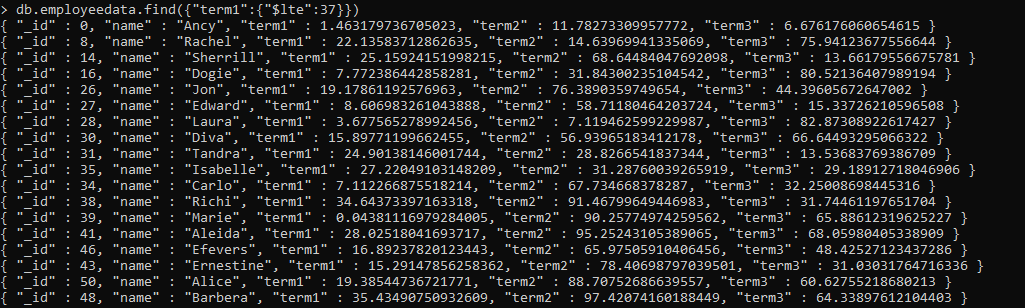 > db.employeedata.find({"term1":{"$lte":37}})
{ "_id" : 0, "name" : "Ancy", "term1" : 1.463179736705023, "term2" : 11.78273309957772, "term3" : 6.676176060654615 }
{ "_id" : 8, "name" : "Rachel", "term1" : 22.13583712862635, "term2" : 14.63969941335069, "term3" : 75.94123677556644 }
{ "_id" : 14, "name" : "Sherrill", "term1" : 25.15924151998215, "term2" : 68.64484047692098, "term3" : 13.66179556675781 }
{ "_id" : 16, "name" : "Dogie", "term1" : 7.772386442858281, "term2" : 31.84300235104542, "term3" : 80.52136407989194 }
{ "_id" : 26, "name" : "Jon", "term1" : 19.17861192576963, "term2" : 76.3890359749654, "term3" : 44.39605672647002 }
{ "_id" : 27, "name" : "Edward", "term1" : 8.606983261043888, "term2" : 58.71180464203724, "term3" : 15.33726210596508 }
{ "_id" : 28, "name" : "Laura", "term1" : 3.677565278992456, "term2" : 7.119462599229987, "term3" : 82.87308922617427 }
{ "_id" : 30, "name" : "Diva", "term1" : 15.89771199662455, "term2" : 56.93965183412178, "term3" : 66.64493295066322 }
{ "_id" : 31, "name" : "Tandra", "term1" : 24.90138146001744, "term2" : 28.8266541837344, "term3" : 13.53683769386709 }
{ "_id" : 35, "name" : "Isabelle", "term1" : 27.22049103148209, "term2" : 31.28760039265919, "term3" : 29.18912718046906 }
{ "_id" : 34, "name" : "Carlo", "term1" : 7.112266875518214, "term2" : 67.734668378287, "term3" : 32.25008698445316 }
{ "_id" : 38, "name" : "Richi", "term1" : 34.64373397163318, "term2" : 91.46799649446983, "term3" : 31.74461197651704 }
{ "_id" : 39, "name" : "Marie", "term1" : 0.04381116979284005, "term2" : 90.25774974259562, "term3" : 65.88612319625227 }
{ "_id" : 41, "name" : "Aleida", "term1" : 28.02518041693717, "term2" : 95.25243105389065, "term3" : 68.05980405338909 }
{ "_id" : 46, "name" : "Efevers", "term1" : 16.89237820123443, "term2" : 65.97505910406456, "term3" : 48.42527123437286 }
{ "_id" : 43, "name" : "Ernestine", "term1" : 15.29147856258362, "term2" : 78.40698797039501, "term3" : 31.03031764716336 }
{ "_id" : 50, "name" : "Alice", "term1" : 19.38544736721771, "term2" : 88.70752686639557, "term3" : 60.62755218680213 }
{ "_id" : 48, "name" : "Barbera", "term1" : 35.43490750932609, "term2" : 97.42074160188449, "term3" : 64.33897612104403 }